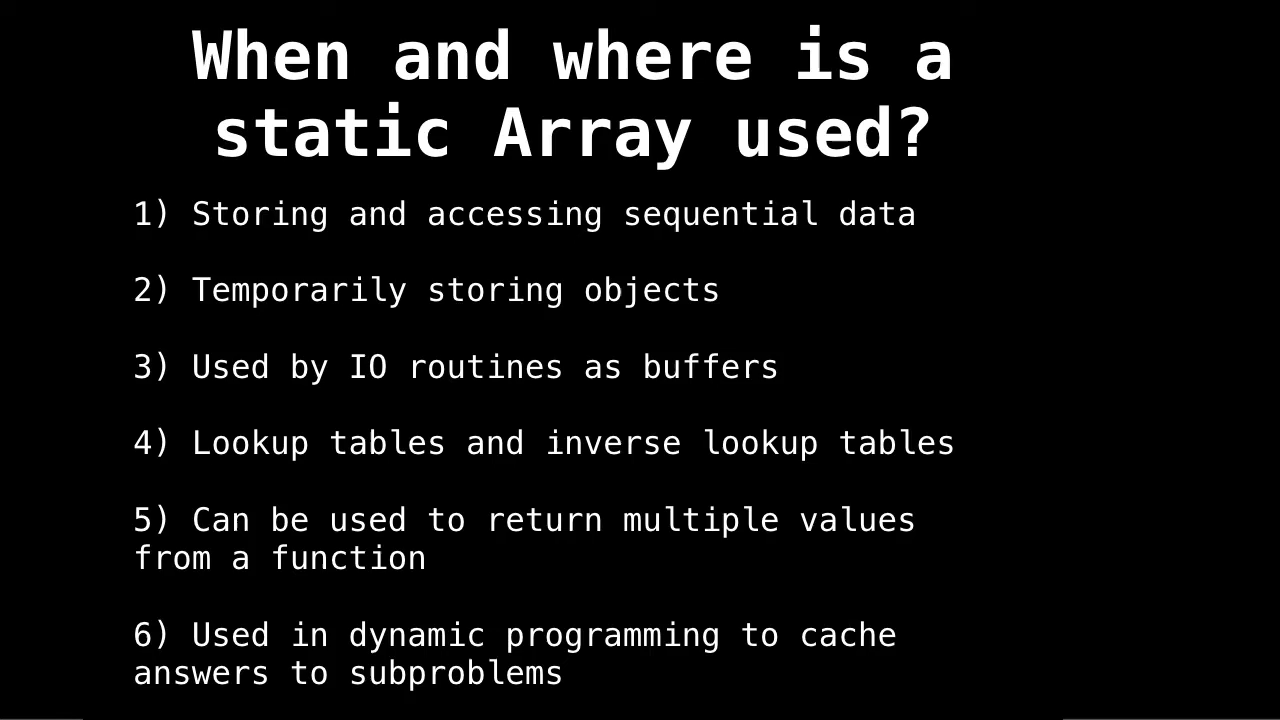 When and where is a
static Array used?
1) Storing and accessing sequential data
2) Temporarily storing objects
3) Used by IO routines as buffers
4) Lookup tables and inverse lookup tables
5) Can be used to return multiple values
from a function
6) Used in dynamic programming to cache
answers to subproblems